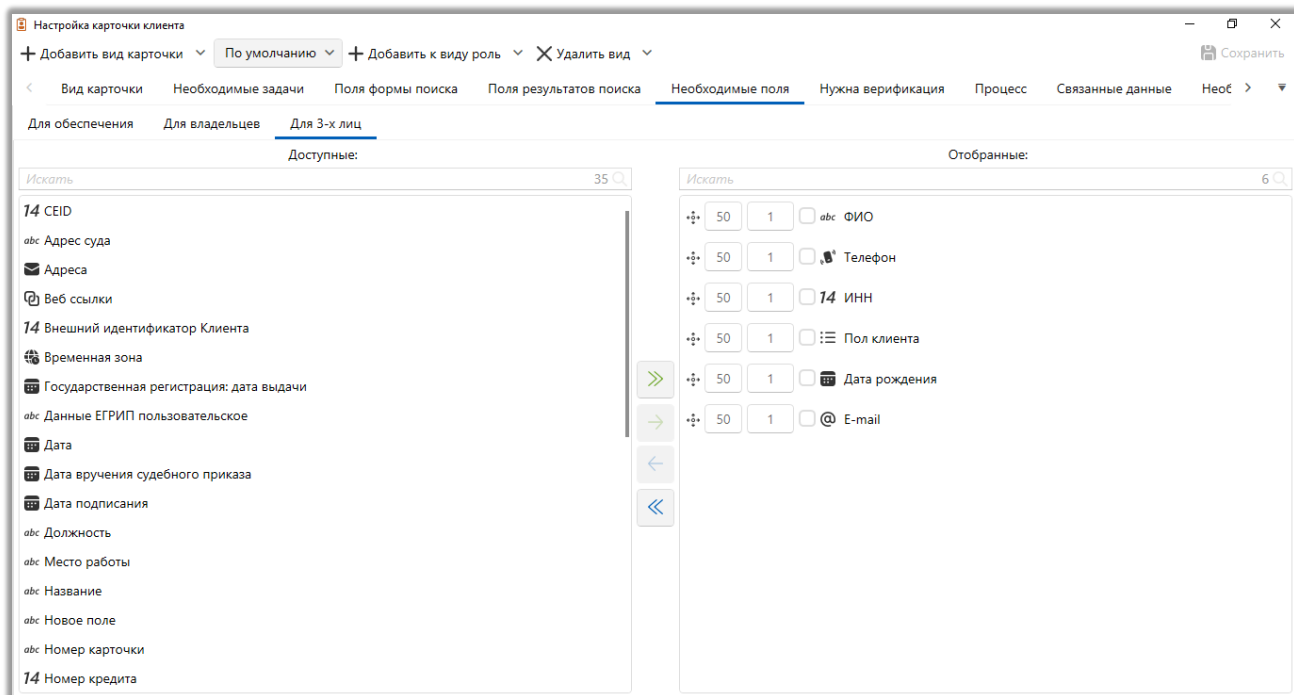 Настройка карточки клиента
Добавить вид карточки По умолчанию Добавить к виду роль Удалить вид Сохранить
Вид карточки Необходимые задачи Поля формы поиска Поля результатов поиска Необходимые поля Нужна верификация Процесс Связанные данные Необ
Для обеспечения Для владельцев Для 3-х лиц
Доступные: Отобранные:
Искать 35 Искать 6
14 CEID
abc Адрес суда
Адреса
Веб ссылки
14 Внешний идентификатор Клиента
Временная зона
Государственная регистрация: дата выдачи
abc Данные ЕГРИП пользовательское
Дата
Дата вручения судебного приказа
Дата подписания
abc Должность
abc Место работы
abc Название
abc Новое поле
abc Номер карточки
14 Номер кредита
50 1 abc ФИО
50 1 Телефон
50 1 14 ИНН
50 1 Пол клиента
50 1 Дата рождения
50 1 @ E-mail